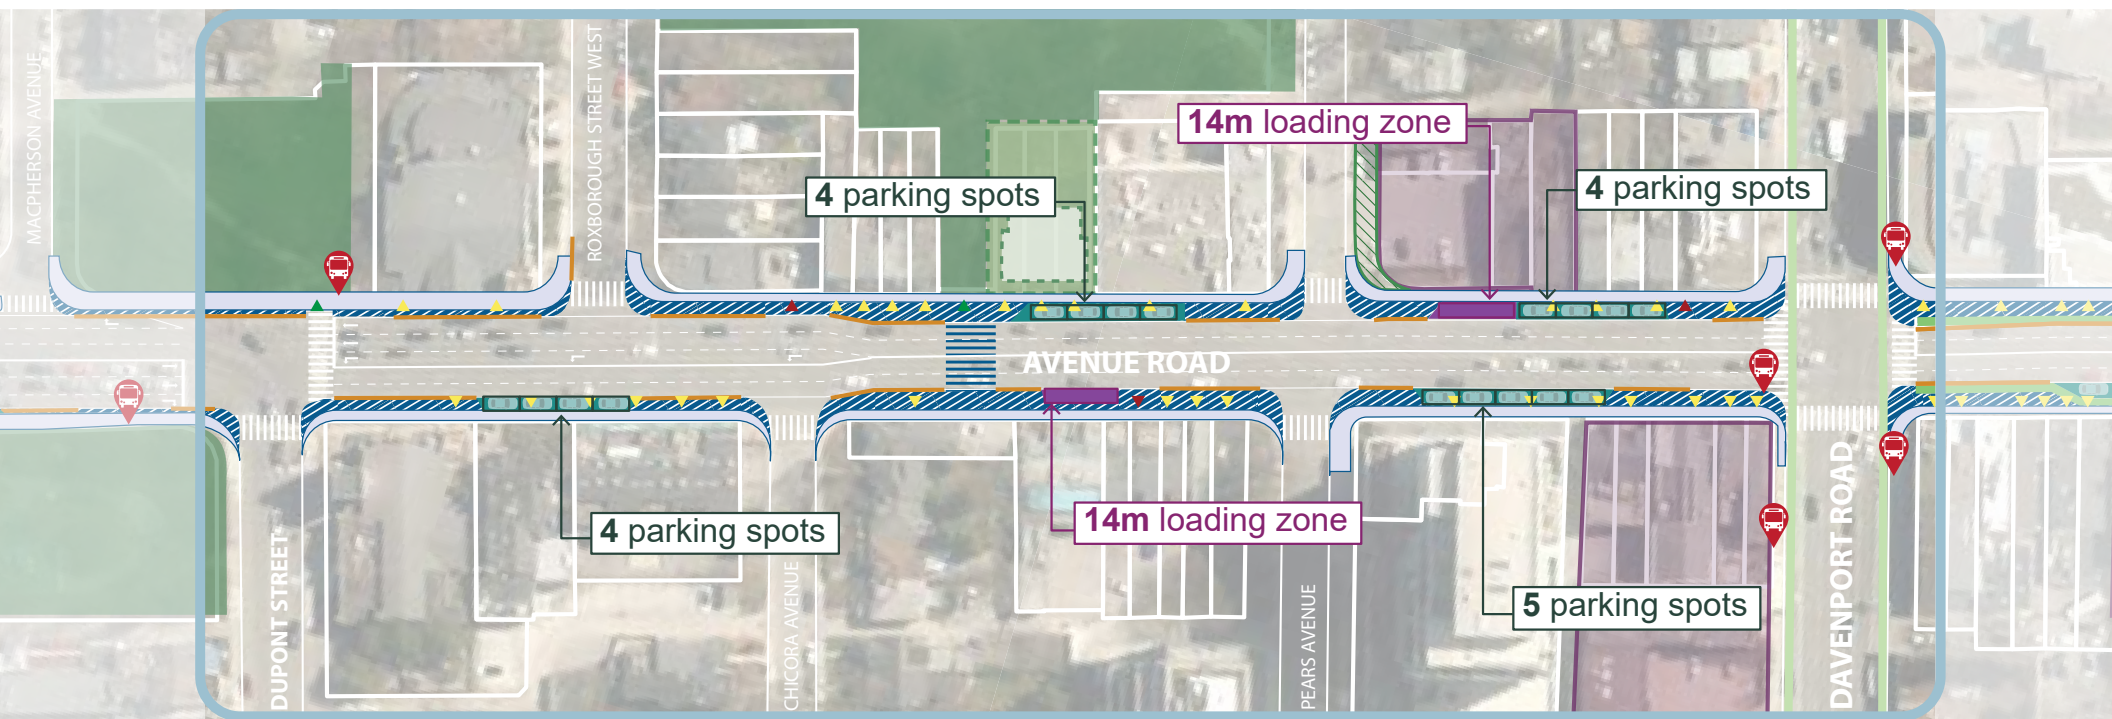 MACPHERSON AVENUE
ROXBOROUGH STREET WEST
14m loading zone
4 parking spots
4 parking spots
AVENUE ROAD
4 parking spots
14m loading zone
5 parking spots
DUPONT STREET
CHICORA AVENUE
PEARS AVENUE
DAVENPORT ROAD